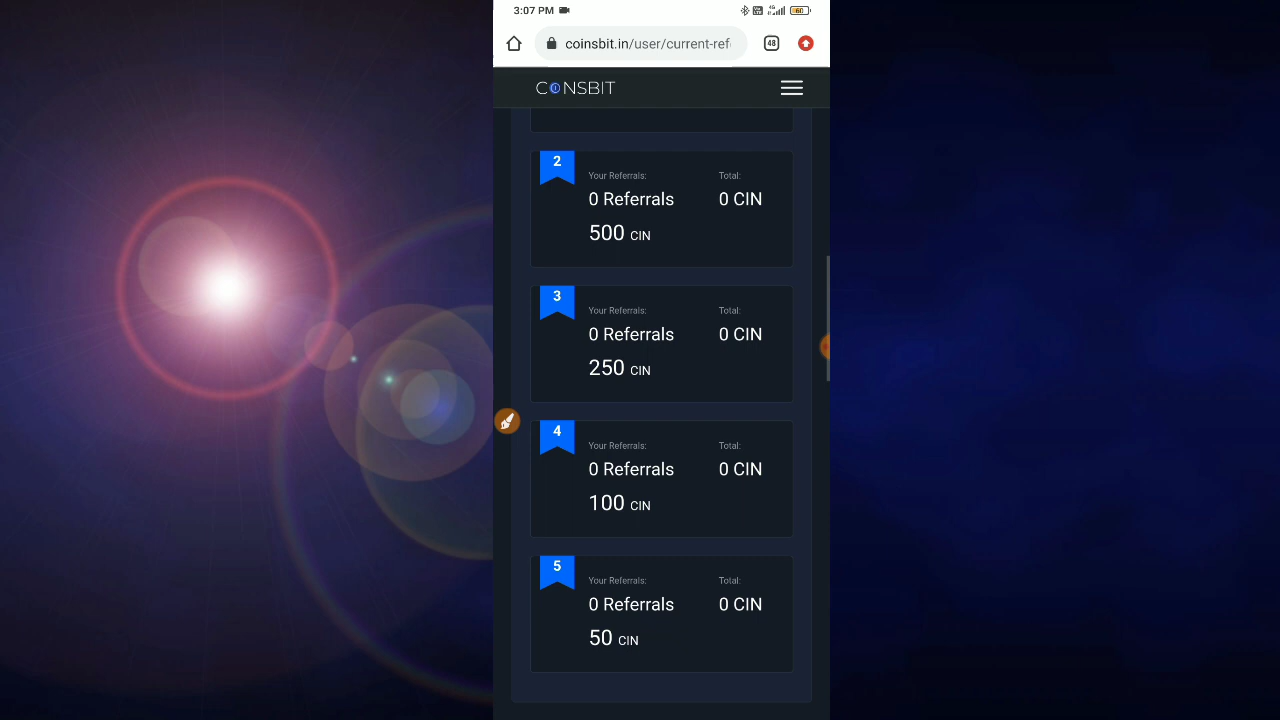 3:07 PM
4G
60
coinsbit.in/user/current-ref
48
COINSBIT
2
Your Referrals:
Total:
0 Referrals
0 CIN
500 CIN
3
Your Referrals:
Total:
0 Referrals
0 CIN
250 CIN
4
Your Referrals:
Total:
0 Referrals
0 CIN
100 CIN
5
Your Referrals:
Total:
0 Referrals
0 CIN
50 CIN